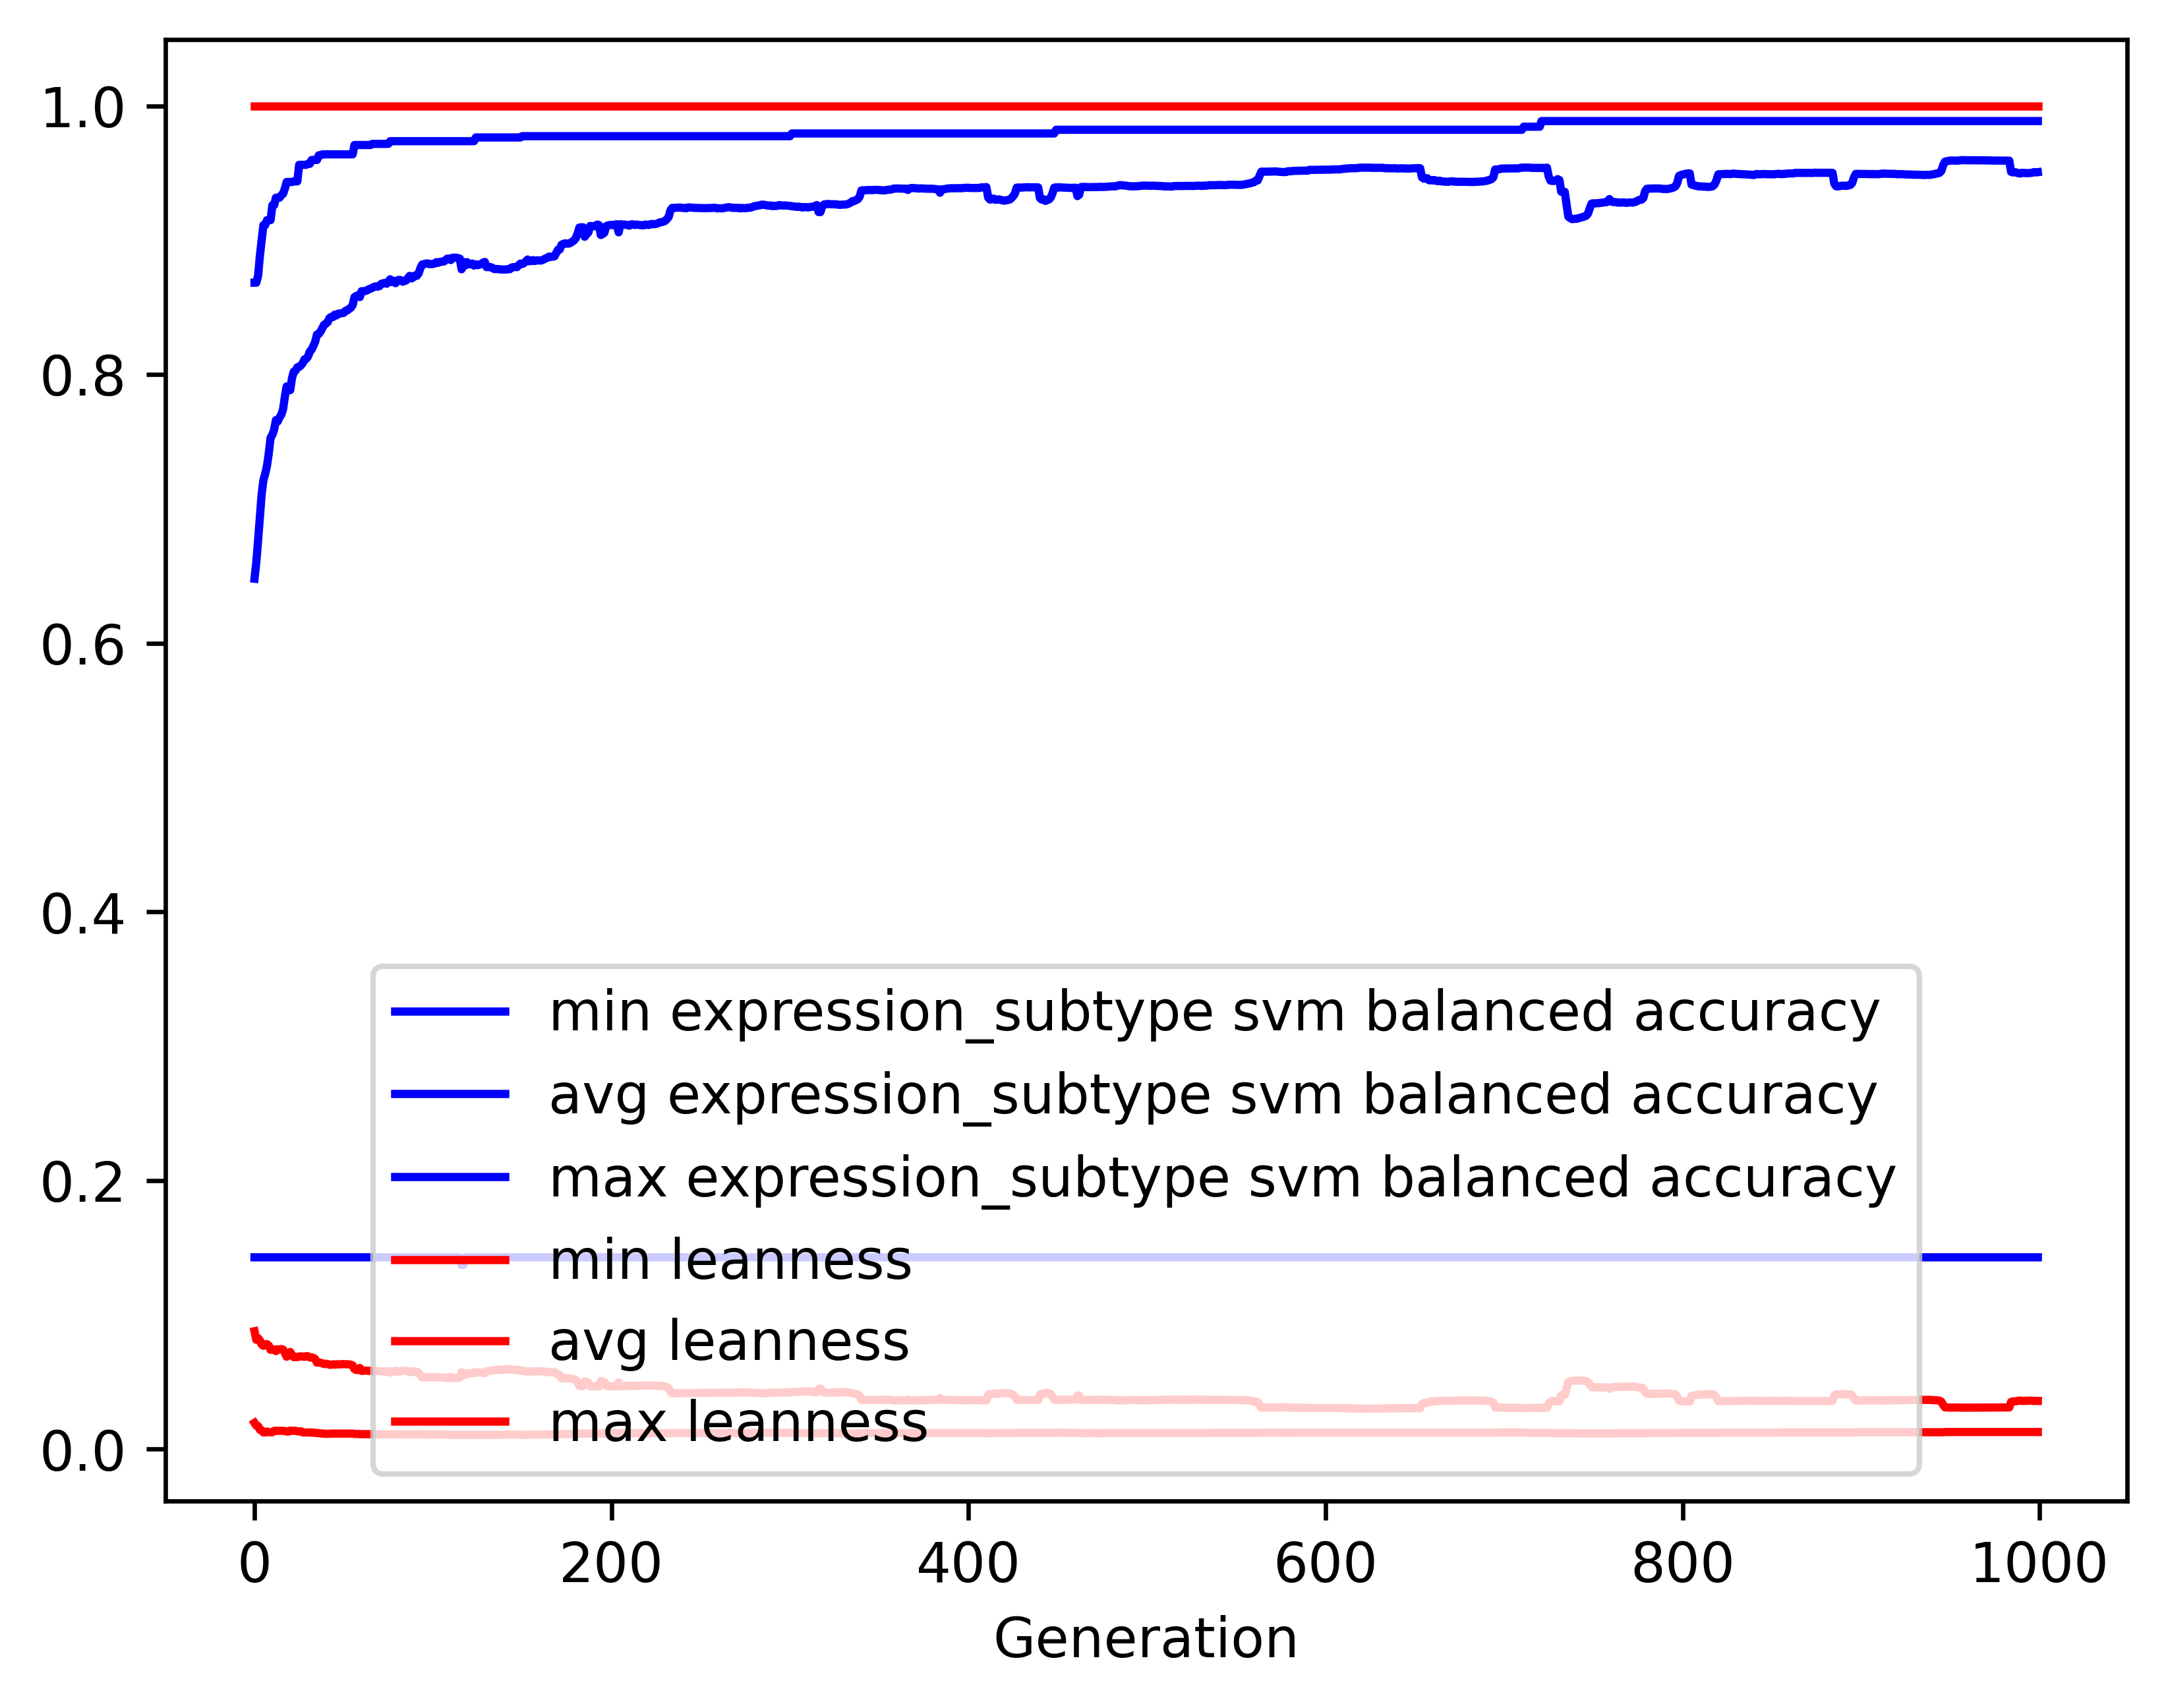 1.0
0.8
0.6
0.4
0.2
0.0
min expression_subtype svm balanced accuracy
avg expression_subtype svm balanced accuracy
max expression_subtype svm balanced accuracy
min leanness
avg leanness
max leanness
0 200 400 600 800 1000
Generation